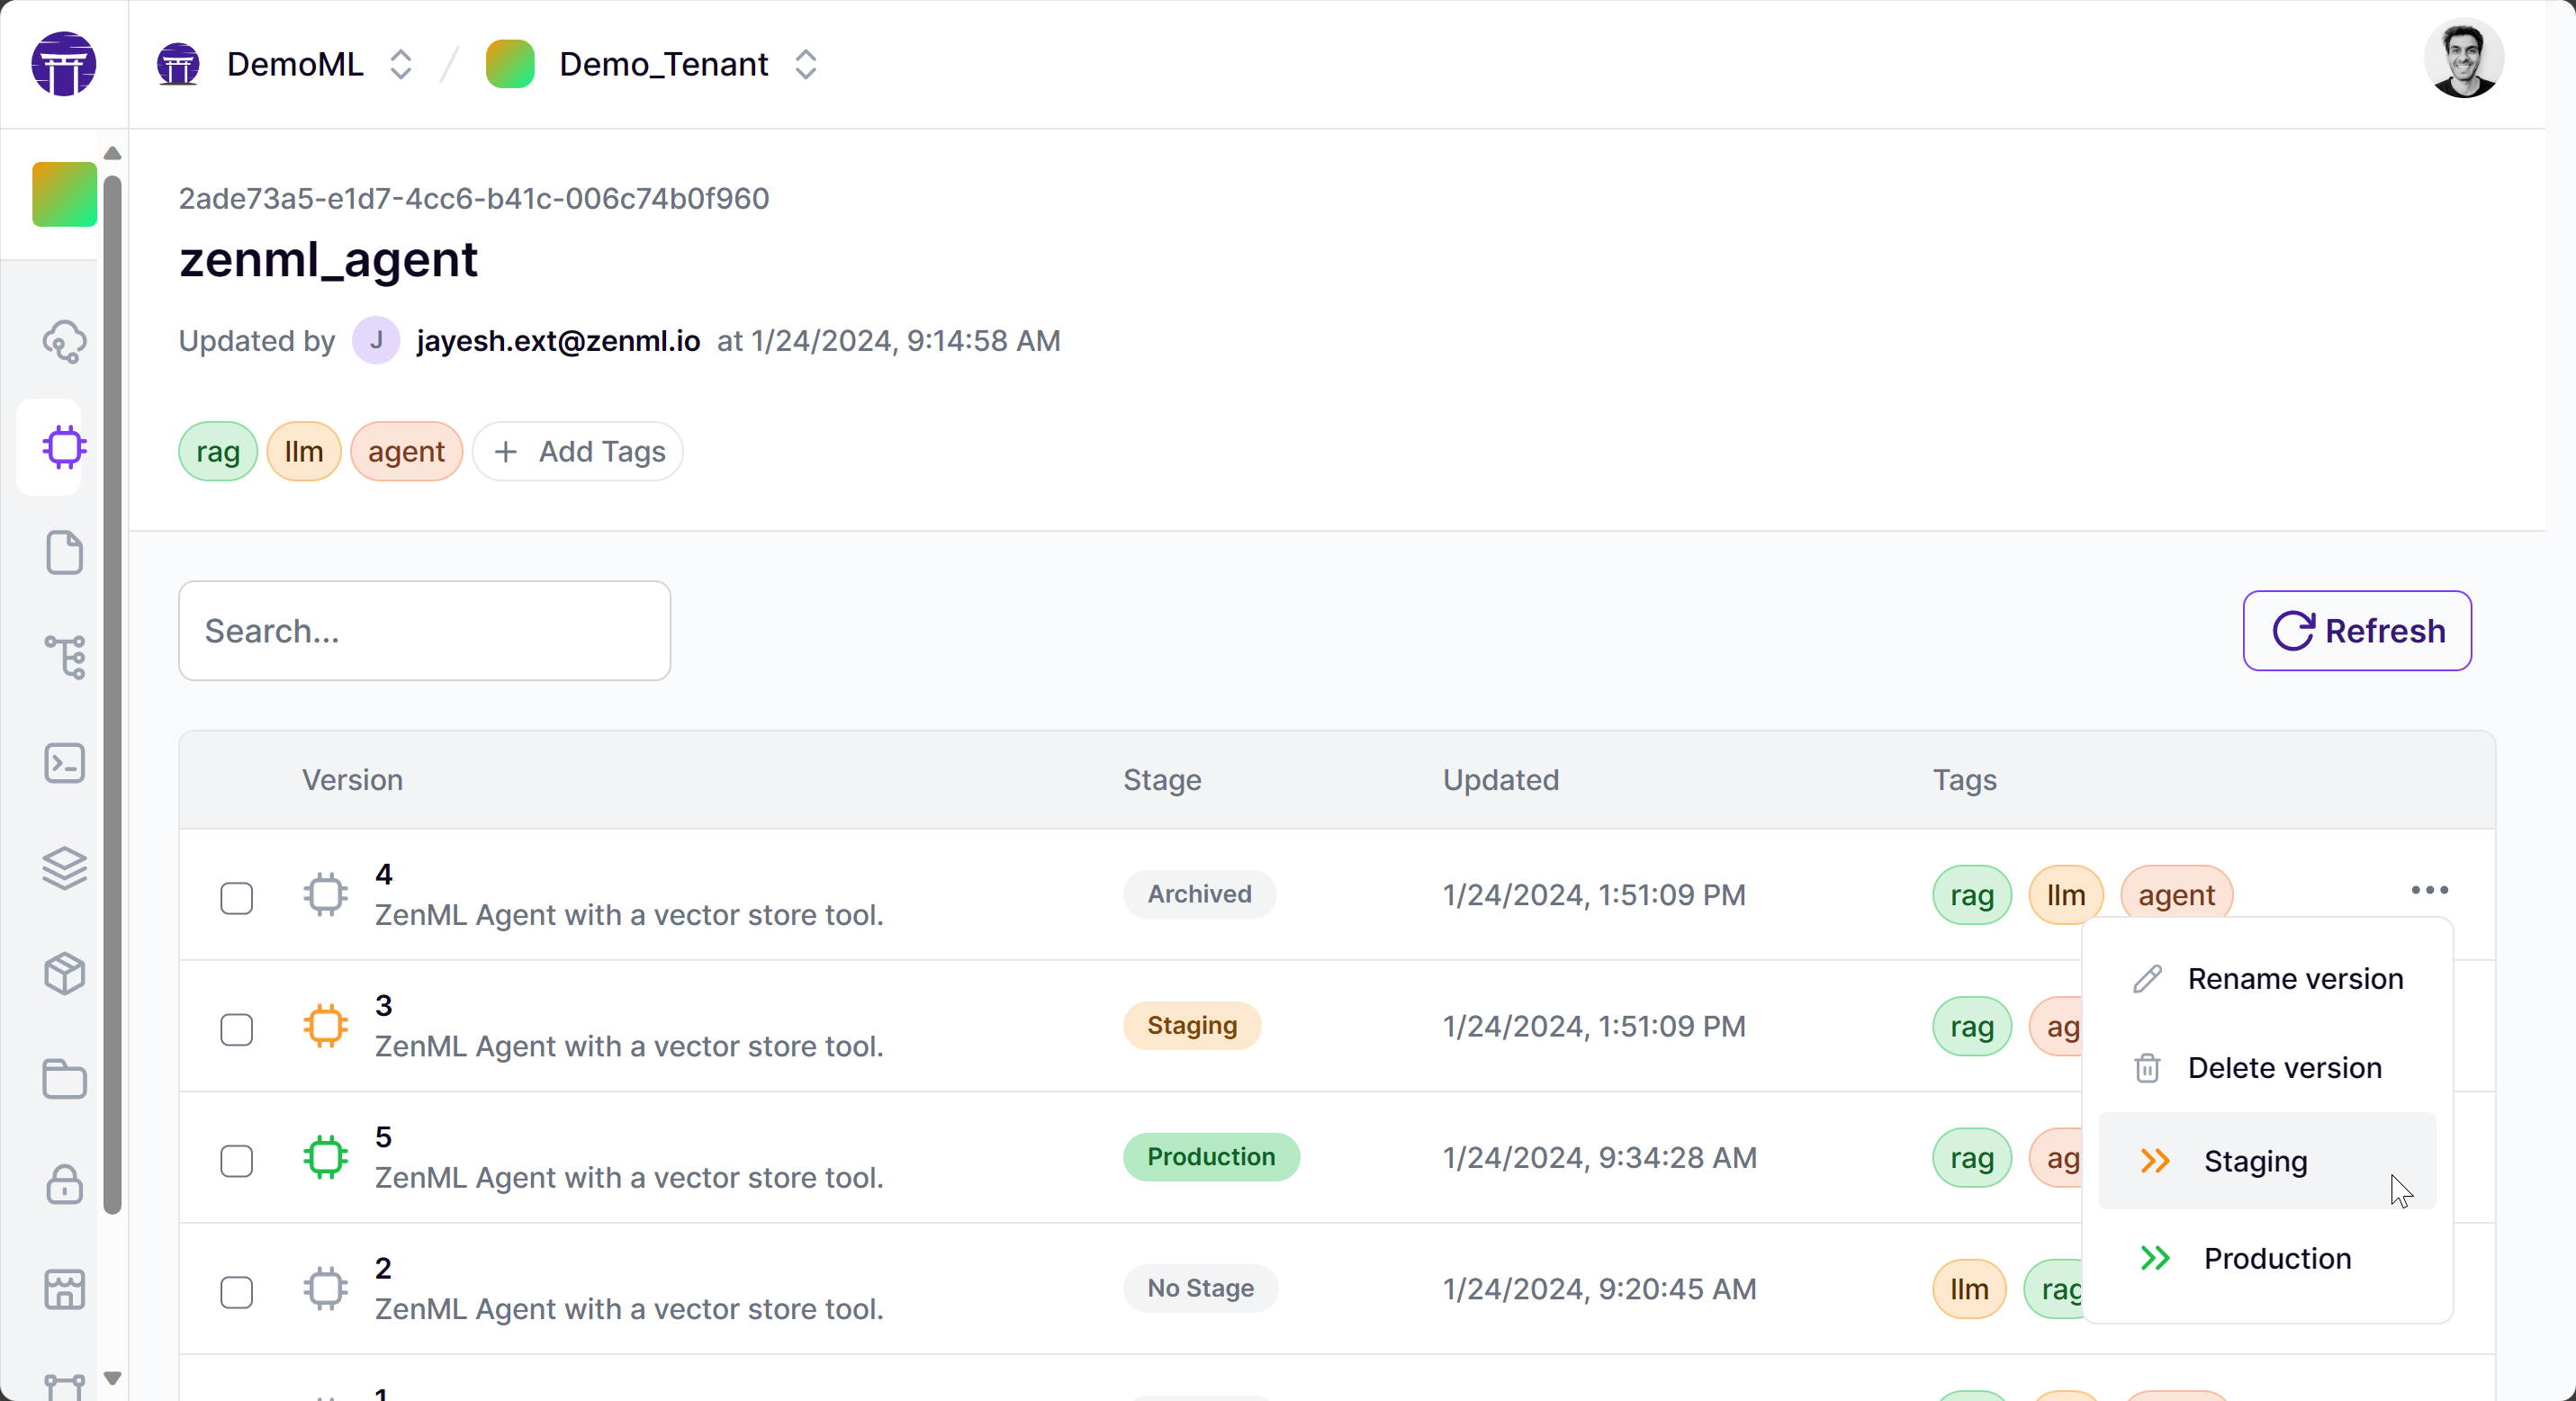 DemoML / Demo_Tenant
2ade73a5-e1d7-4cc6-b41c-006c74b0f960
zenml_agent
Updated by J jayesh.ext@zenml.io at 1/24/2024, 9:14:58 AM
rag llm agent + Add Tags
Search...
Refresh
Version Stage Updated Tags
4
ZenML Agent with a vector store tool.
Archived 1/24/2024, 1:51:09 PM rag llm agent
3
ZenML Agent with a vector store tool.
Staging 1/24/2024, 1:51:09 PM rag ag
5
ZenML Agent with a vector store tool.
Production 1/24/2024, 9:34:28 AM rag ag
2
ZenML Agent with a vector store tool.
No Stage 1/24/2024, 9:20:45 AM llm rag
1
Rename version
Delete version
Staging
Production